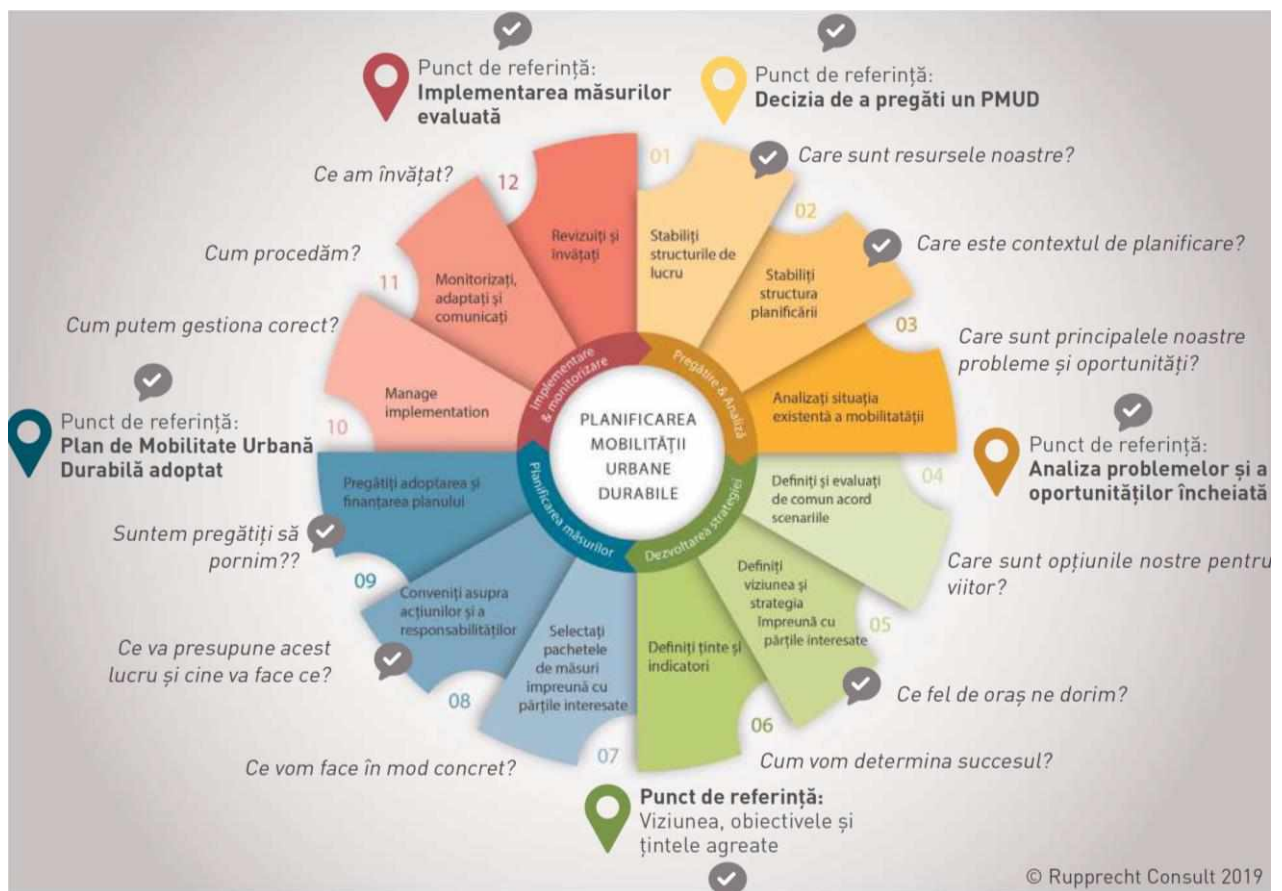 Punct de referință:
Implementarea măsurilor
evaluată
Punct de referință:
Decizia de a pregăti un PMUD
Ce am învățat?
12
01
Care sunt resursele noastre?
02
Cum procedăm?
Revizuiți și
învățați
Stabiliți
structurile de
lucru
Care este contextul de planificare?
11
Monitorizați,
adaptați și
comunicați
Stabiliți
structura
planificării
Cum putem gestiona corect?
03
Care sunt principalele noastre
probleme și oportunități?
Manage
implementation
10
Analizați situația
existentă a mobilitatății
Implementare
& monitorizare
Pregătire & Analiză
PLANIFICAREA
MOBILITĂȚII
URBANE
DURABILE
Planificarea măsurilor
Dezvoltarea strategiei
Punct de referință:
Plan de Mobilitate Urbană
Durabilă adoptat
Punct de referință:
Analiza problemelor și a
oportunităților încheiată
Pregătiți adoptarea și
finanțarea planului
04
Definiți și evaluați
de comun acord
scenariile
Suntem pregătiți să
pornim??
09
Care sunt opțiunile nostre pentru
viitor?
Conveniți asupra
acțiunilor și a
responsabilităților
Definiți
viziunea și
strategia
împreună cu
părțile interesate
05
Selectați
pachetele
de măsuri
împreună cu
părțile interesate
Definiți ținte și
indicatori
Ce va presupune acest
lucru și cine va face ce?
08
Ce fel de oraș ne dorim?
07
06
Ce vom face în mod concret?
Cum vom determina succesul?
Punct de referință:
Viziunea, obiectivele și
țintele agreate
© Rupprecht Consult 2019